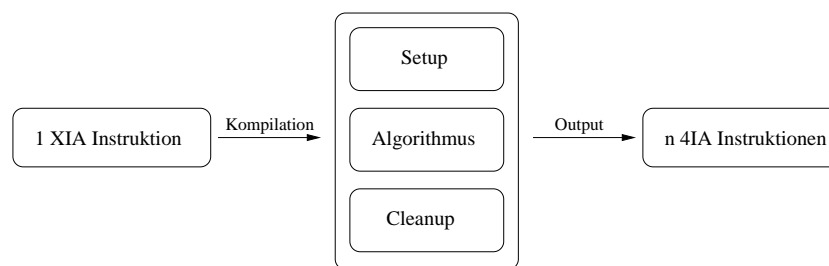 Setup
1 XIA Instruktion
Kompilation
Algorithmus
Output
n 4IA Instruktionen
Cleanup